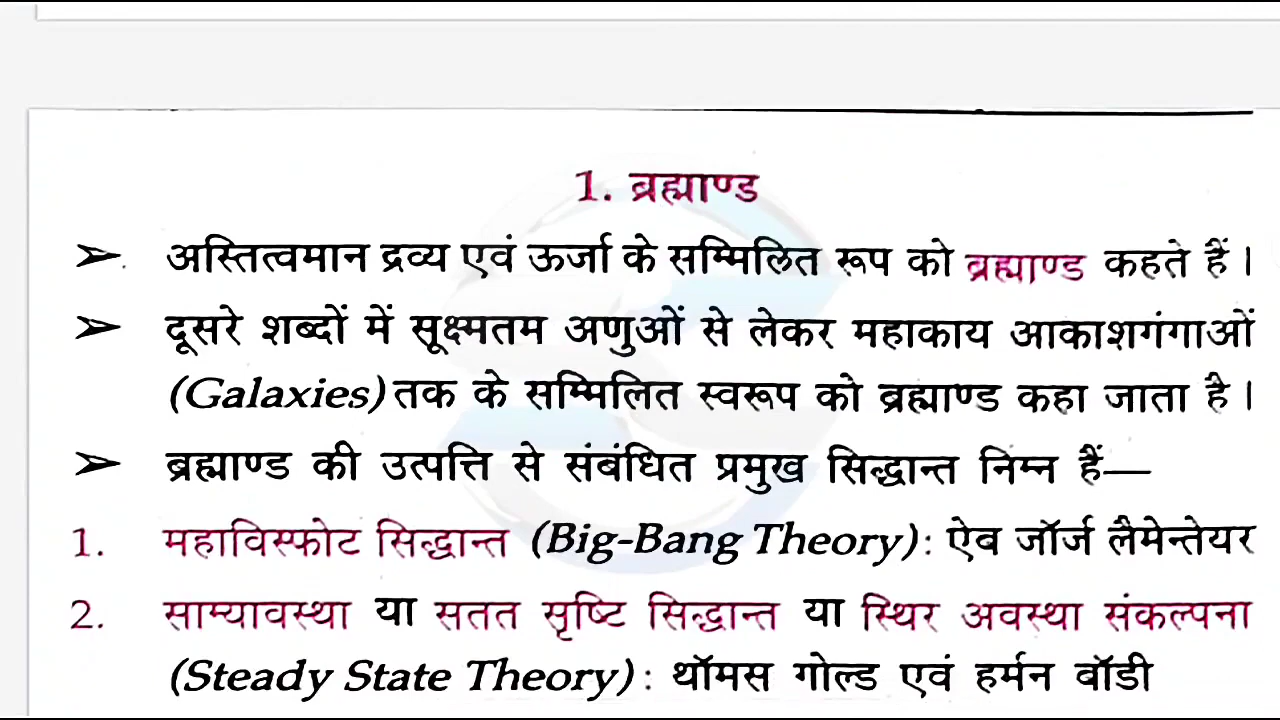 1. ब्रह्माण्ड
➢ अस्तित्वमान द्रव्य एवं ऊर्जा के सम्मिलित रूप को ब्रह्माण्ड कहते हैं।
➢ दूसरे शब्दों में सूक्ष्मतम अणुओं से लेकर महाकाय आकाशगंगाओं
(Galaxies) तक के सम्मिलित स्वरूप को ब्रह्माण्ड कहा जाता है।
➢ ब्रह्माण्ड की उत्पत्ति से संबंधित प्रमुख सिद्धान्त निम्न हैं—
1. महाविस्फोट सिद्धान्त (Big-Bang Theory) : ऐब जॉर्ज लैमेन्तेयर
2. साम्यावस्था या सतत सृष्टि सिद्धान्त या स्थिर अवस्था संकल्पना
(Steady State Theory) : थॉमस गोल्ड एवं हर्मन बॉडी